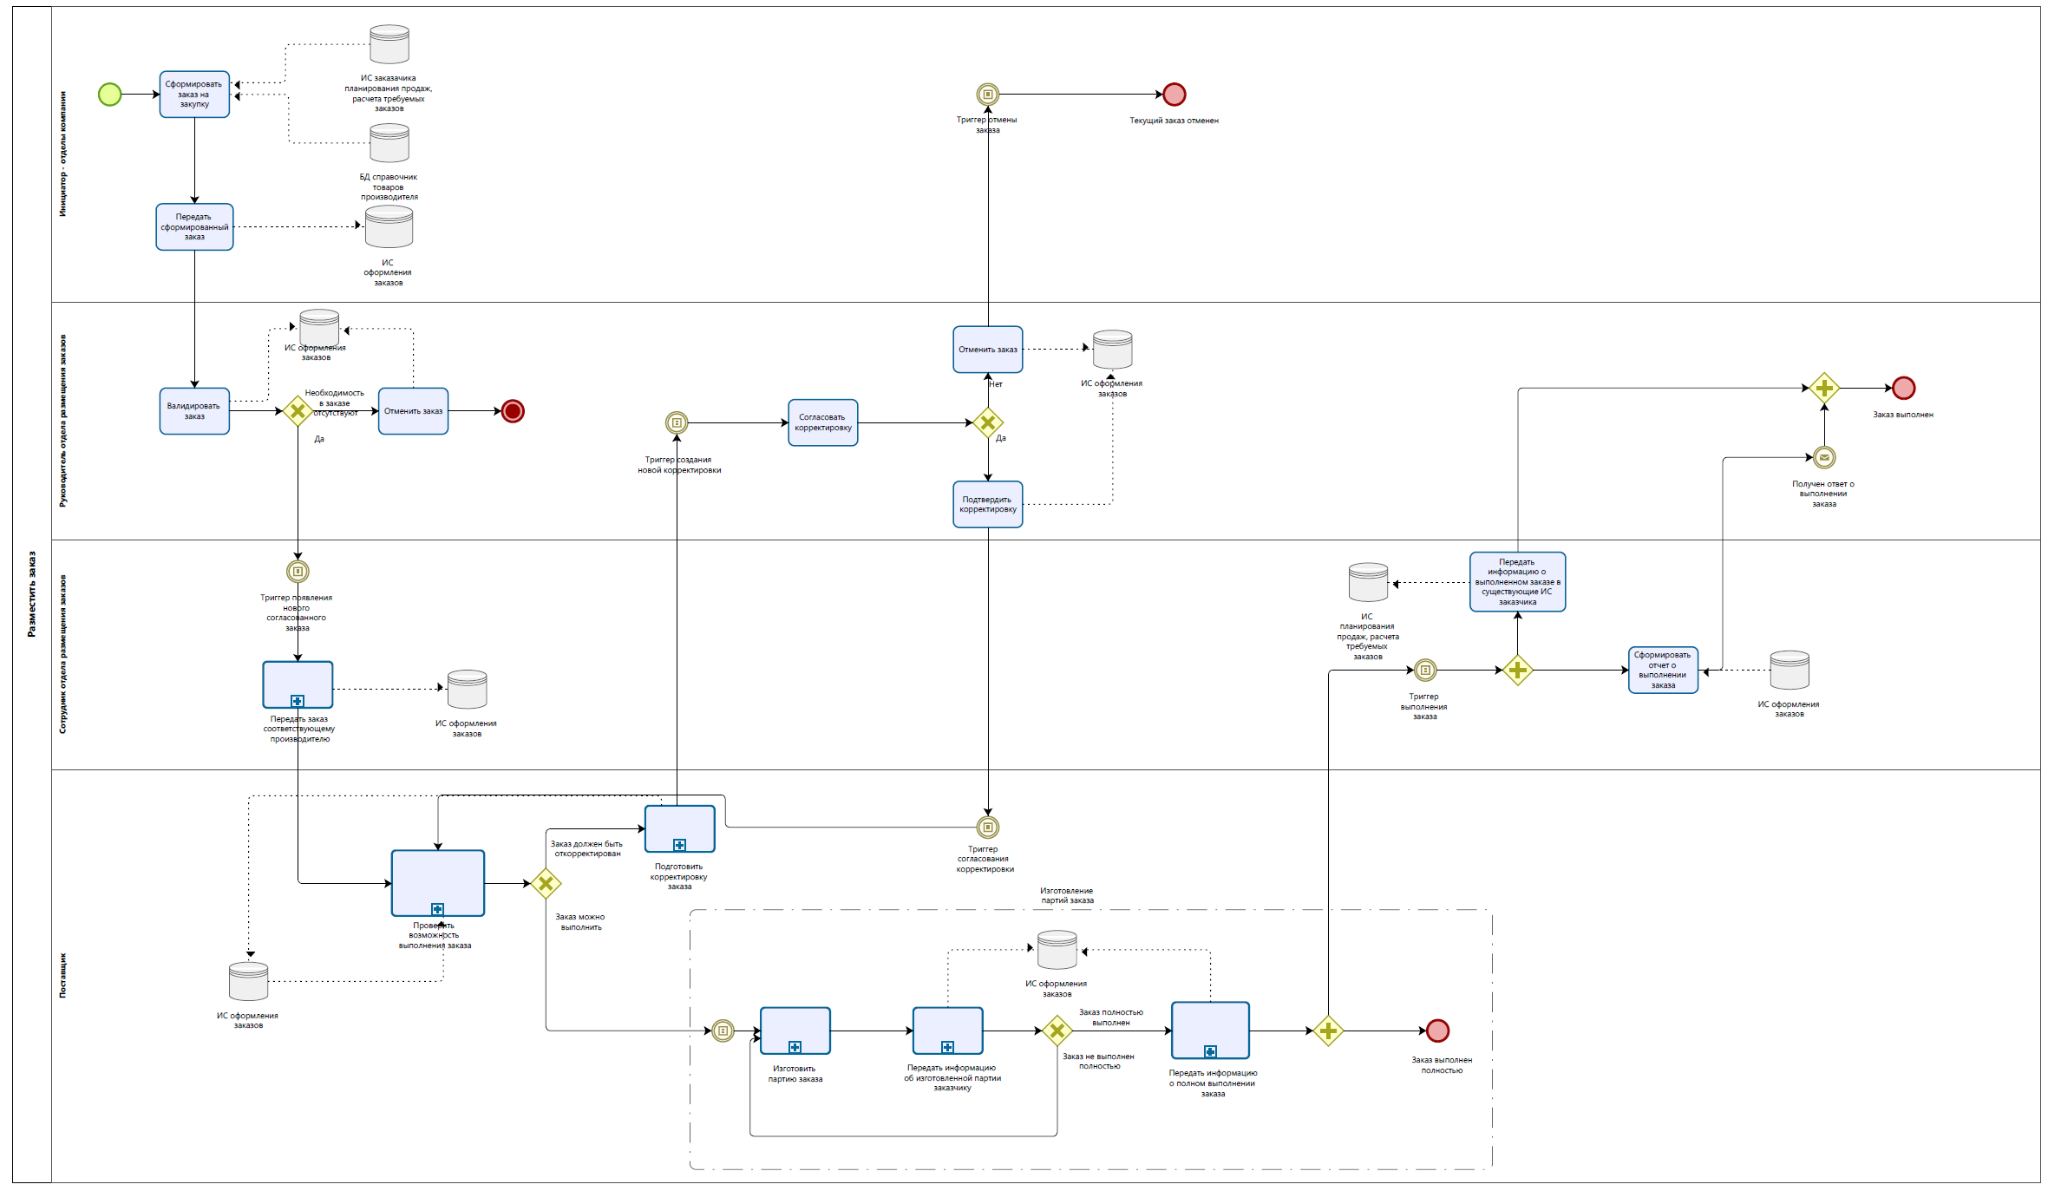 Разместить заказ
Инициатор - отделы компании
Сформировать
заказ на
закупку
ИС заказачика
планирования продаж,
расчета требуемых
заказов
БД справочник
товаров
производителя
Передать
сформированный
заказ
ИС
оформления
заказов
Триггер отмены
заказа
Текущий заказ отменен
Руководитель отдела размещения заказов
ИС оформления
заказов
Валидировать
заказ
Необходимость
в заказе
отсутствуют
Да
Отменить заказ
Триггер создания
новой корректировки
Согласовать
корректировку
Отменить заказ
Нет
Да
ИС оформления
заказов
Подтвердить
корректировку
Заказ выполнен
Получен ответ о
выполнении
заказа
Сотрудник отдела размещения заказов
Триггер появления
нового
согласованного
заказа
Передать заказ
соответствующему
производителю
ИС оформления
заказов
ИС
планирования
продаж, расчета
требуемых
заказов
Передать
информацию о
выполненном заказе в
существующие ИС
заказчика
Триггер
выполнения
заказа
Сформировать
отчет о
выполнении
заказа
ИС оформления
заказов
Поставщик
Проверить
возможность
выполнения заказа
ИС оформления
заказов
Заказ должен быть
откорректирован
Заказ можно
выполнить
Подготовить
корректировку
заказа
Триггер
согласования
корректировки
Изготовление
партий заказа
ИС оформления
заказов
Изготовить
партию заказа
Передать информацию
об изготовленной партии
заказчику
Заказ полностью
выполнен
Заказ не выполнен
полностью
Передать информацию
о полном выполнении
заказа
Заказ выполнен
полностью